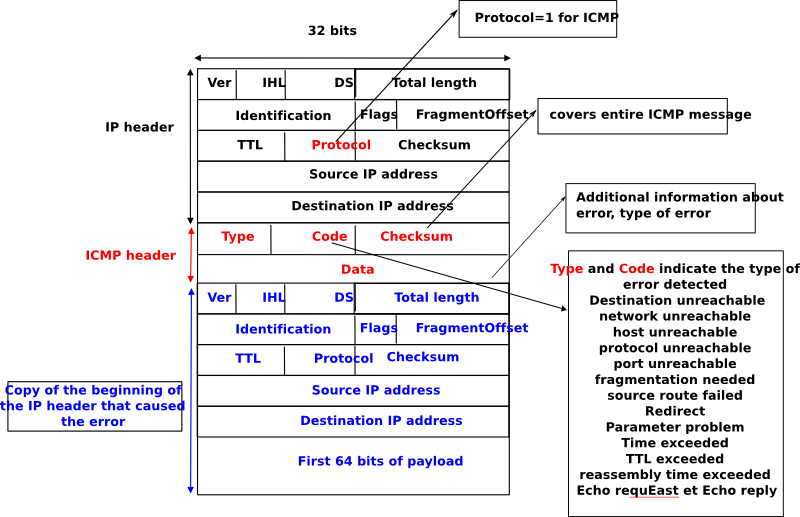 Protocol=1 for ICMP
32 bits
Ver IHL DS Total length
Identification Flags FragmentOffset
covers entire ICMP message
IP header
TTL Protocol Checksum
Source IP address
Destination IP address
Additional information about
error, type of error
Type Code Checksum
ICMP header
Data
Type and Code indicate the type of
error detected
Destination unreachable
network unreachable
host unreachable
protocol unreachable
port unreachable
fragmentation needed
source route failed
Redirect
Parameter problem
Time exceeded
TTL exceeded
reassembly time exceeded
Echo requEast et Echo reply
Ver IHL DS Total length
Identification Flags FragmentOffset
TTL Protocol Checksum
Source IP address
Copy of the beginning of
the IP header that caused
the error
Destination IP address
First 64 bits of payload